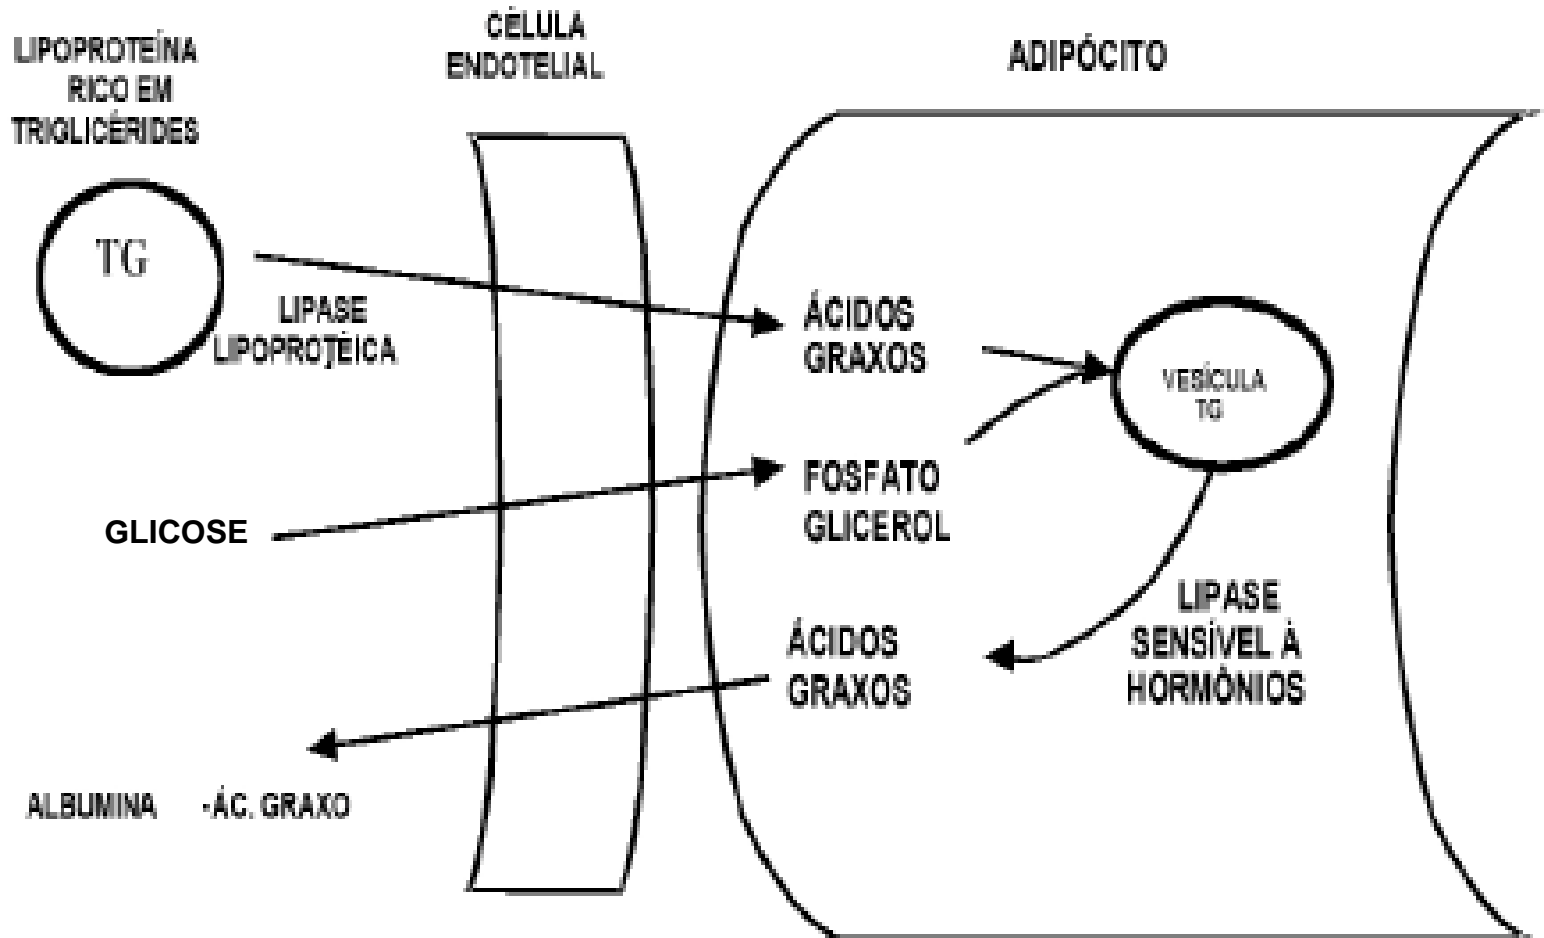 LIPOPROTEÍNA
RICO EM
TRIGLICÉRIDES
CÉLULA
ENDOTELIAL
ADIPÓCITO
TG
LIPASE
LIPOPROTÉICA
ÁCIDOS
GRAXOS
VESÍCULA
TG
GLICOSE
FOSFATO
GLICEROL
ÁCIDOS
GRAXOS
LIPASE
SENSÍVEL À
HORMÔNIOS
ALBUMINA -ÁC. GRAXO